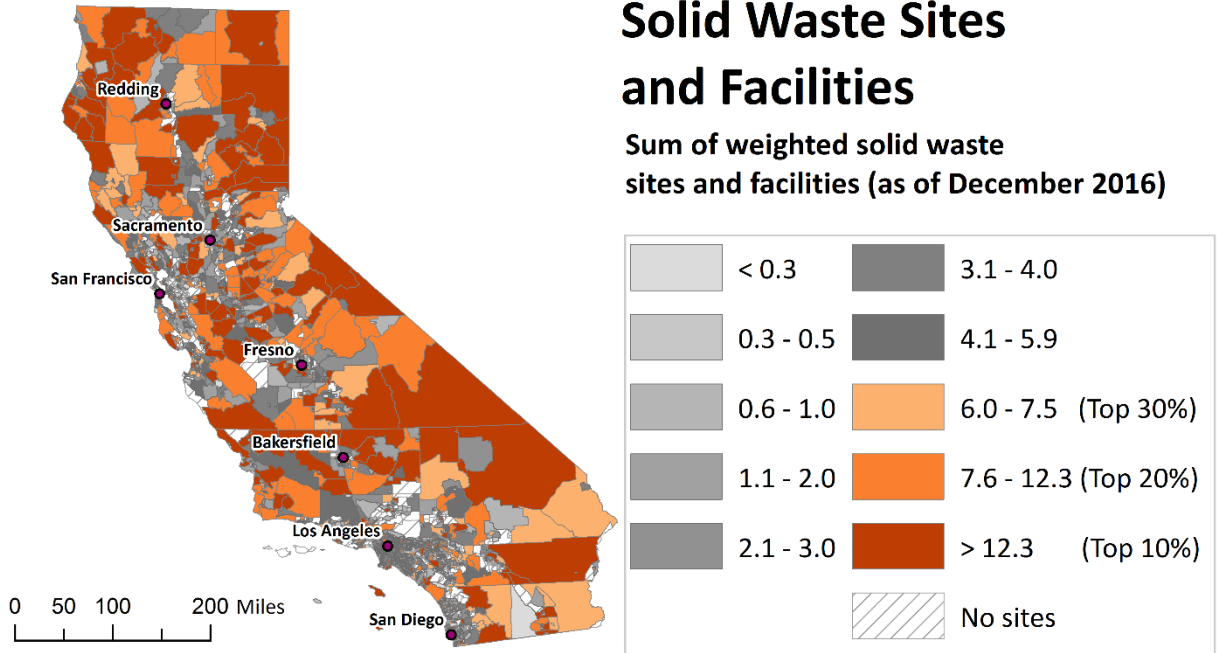 Solid Waste Sites
and Facilities
Sum of weighted solid waste
sites and facilities (as of December 2016)
Redding
Sacramento
San Francisco
Fresno
Bakersfield
Los Angeles
San Diego
0 50 100 200 Miles
< 0.3
0.3 - 0.5
0.6 - 1.0
1.1 - 2.0
2.1 - 3.0
3.1 - 4.0
4.1 - 5.9
6.0 - 7.5 (Top 30%)
7.6 - 12.3 (Top 20%)
> 12.3 (Top 10%)
No sites